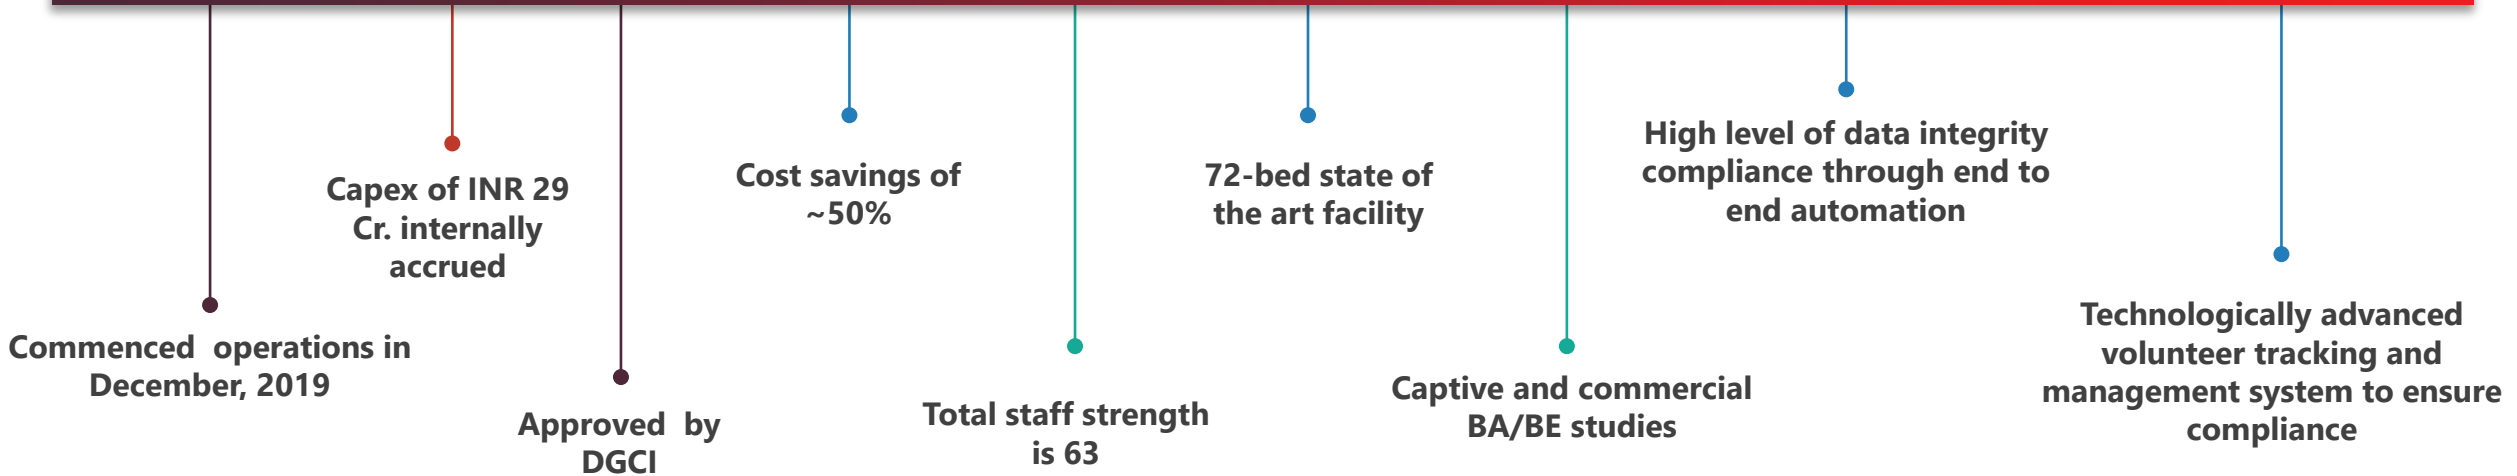 Commenced operations in
December, 2019
Capex of INR 29
Cr. internally
accrued
Approved by
DGCI
Cost savings of
~50%
Total staff strength
is 63
72-bed state of
the art facility
Captive and commercial
BA/BE studies
High level of data integrity
compliance through end to
end automation
Technologically advanced
volunteer tracking and
management system to ensure
compliance